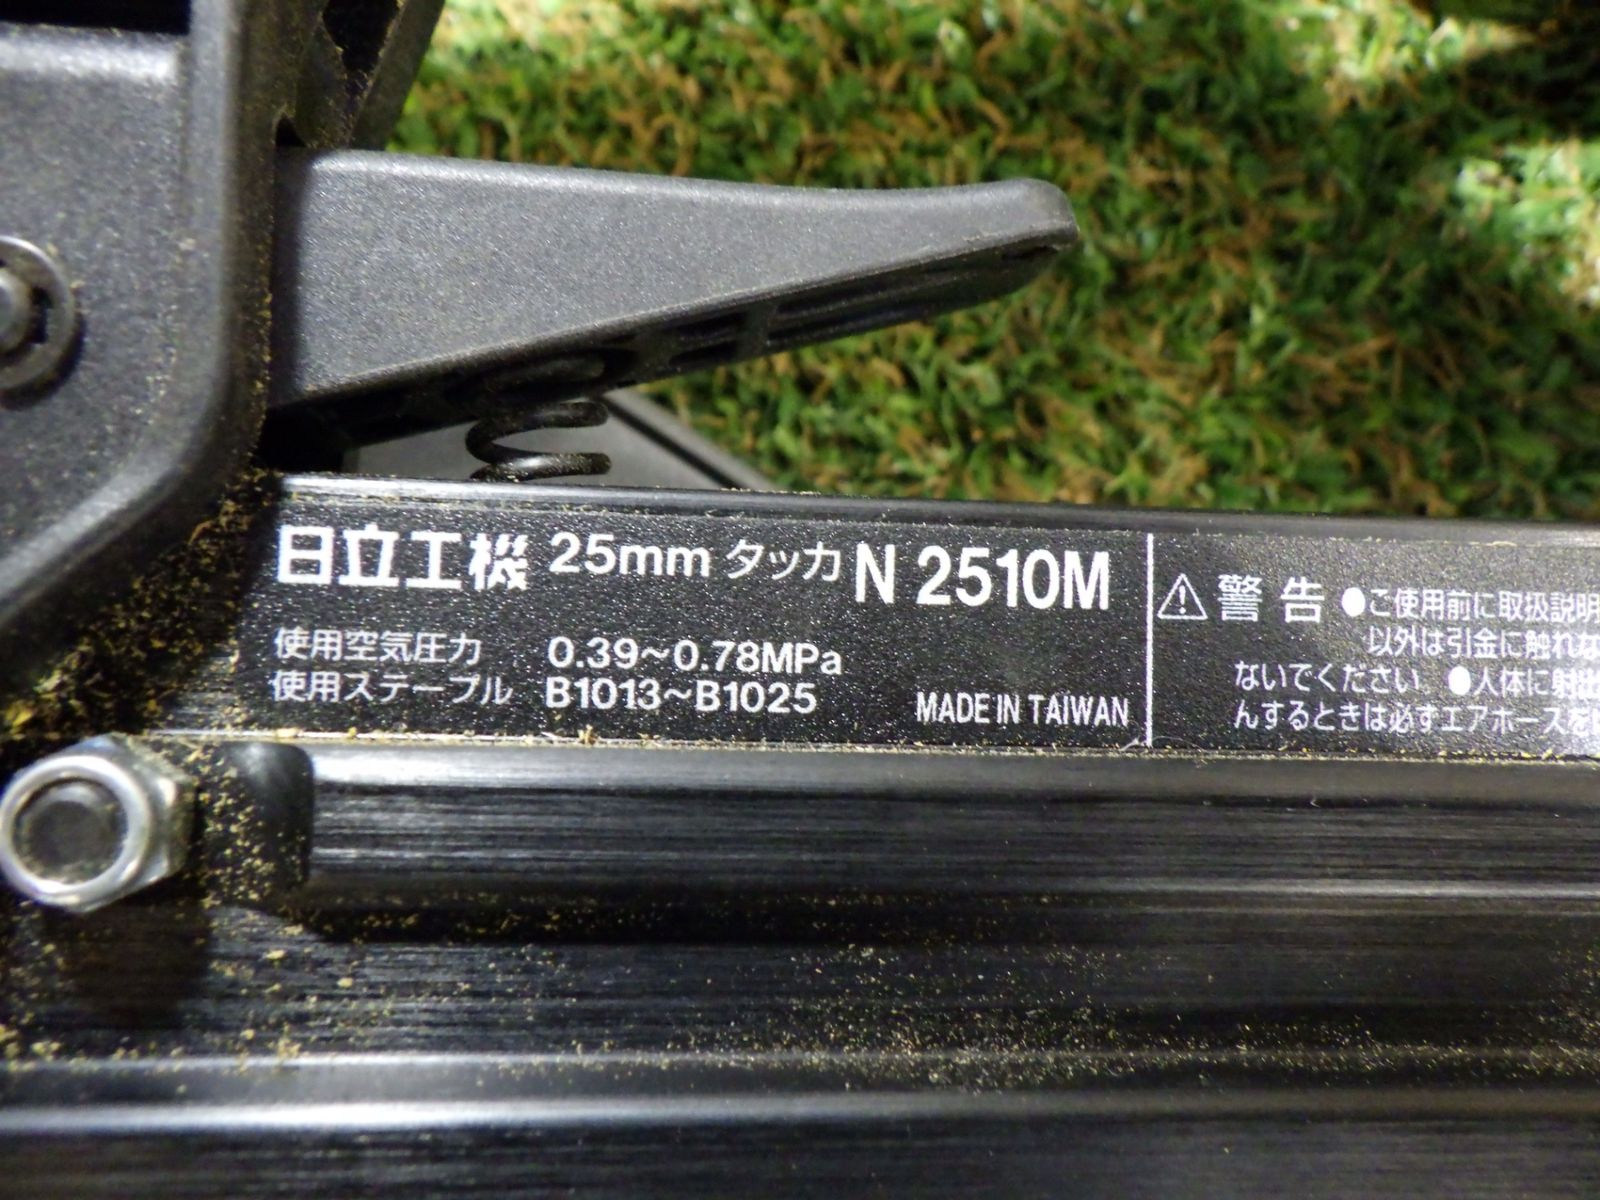 日立工機 25mm タッカ N 2510M
使用空気圧力 0.39~0.78MPa
使用ステープル B1013~B1025
MADE IN TAIWAN
⚠警告 ●ご使用前に取扱説明
以外は引金に触れな
ないでください ●人体に射出
んするときは必ずエアホースを